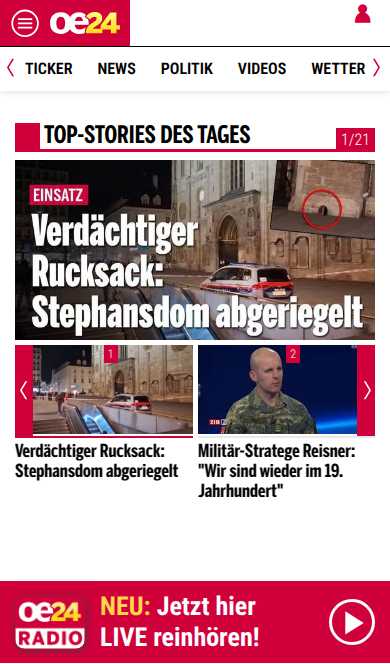 oe24
TICKER NEWS POLITIK VIDEOS WETTER
TOP-STORIES DES TAGES
1/21
EINSATZ
Verdächtiger
Rucksack:
Stephansdom abgeriegelt
1
2
ZIB
Verdächtiger Rucksack:
Stephansdom abgeriegelt
Militär-Stratege Reisner:
"Wir sind wieder im 19.
Jahrhundert"
oe24
RADIO
NEU: Jetzt hier
LIVE reinhören!